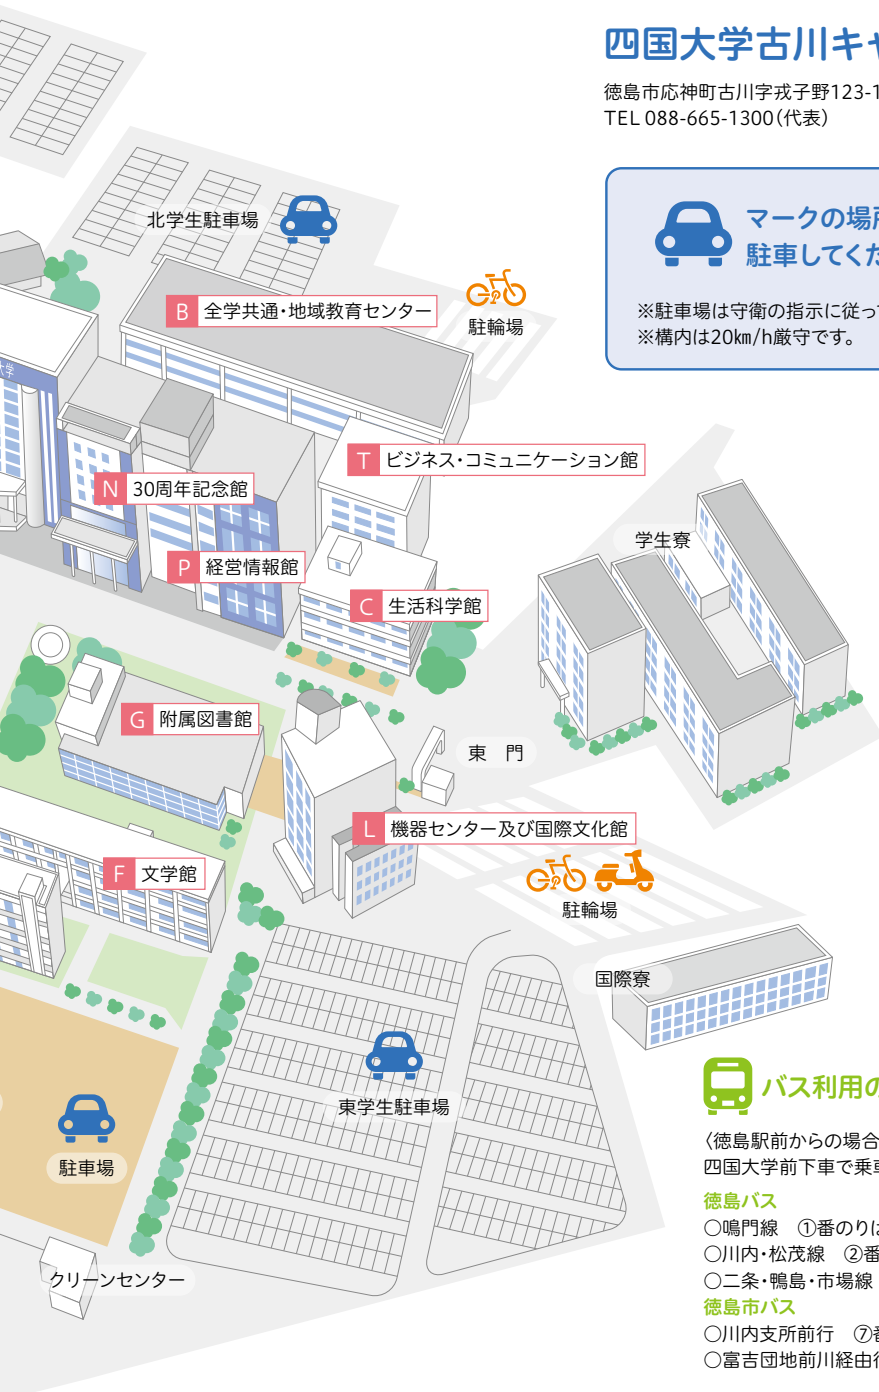 四国大学古川キャ
徳島市応神町古川字戎子野123-1
TEL 088-665-1300（代表）
マークの場所
駐車してくだ
※駐車場は守衛の指示に従って
※構内は20㎞/h厳守です。
北学生駐車場
B 全学共通・地域教育センター
駐輪場
大学
T ビジネス・コミュニケーション館
N 30周年記念館
学生寮
P 経営情報館
C 生活科学館
G 附属図書館
東　門
L 機器センター及び国際文化館
F 文学館
駐輪場
国際寮
東学生駐車場
駐車場
クリーンセンター
バス利用の
〈徳島駅前からの場合
四国大学前下車で乗車
徳島バス
○鳴門線　①番のりば
○川内・松茂線　②番
○二条・鴨島・市場線
徳島市バス
○川内支所前行　⑦番
○富吉団地前川経由行